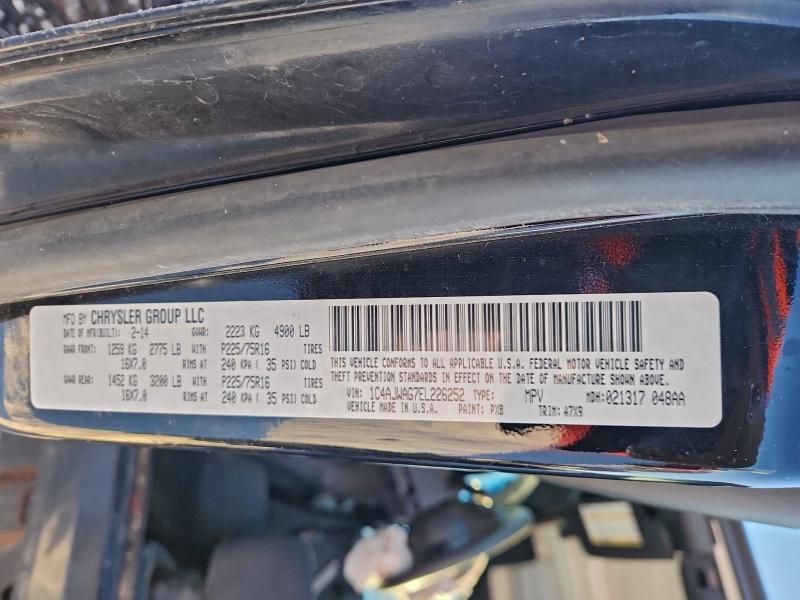 MFD BY CHRYSLER GROUP LLC
DATE OF MFR(BUILT): 2-14 GVWR: 2223 KG 4900 LB
GAWR FRONT: 1259 KG 2775 LB WITH P225/75R16 TIRES
16X7.0 RIMS AT 240 KPA ( 35 PSI) COLD
GAWR REAR: 1452 KG 3200 LB WITH P225/75R16 TIRES
16X7.0 RIMS AT 240 KPA ( 35 PSI) COLD
THIS VEHICLE CONFORMS TO ALL APPLICABLE U.S.A. FEDERAL MOTOR VEHICLE SAFETY AND
THEFT PREVENTION STANDARDS IN EFFECT ON THE DATE OF MANUFACTURE SHOWN ABOVE.
VIN: 1C4AJWAG7EL226252 TYPE: MPV MDH: 021317 048AA
VEHICLE MADE IN U.S.A. PAINT: PXB TRIM: A7X9